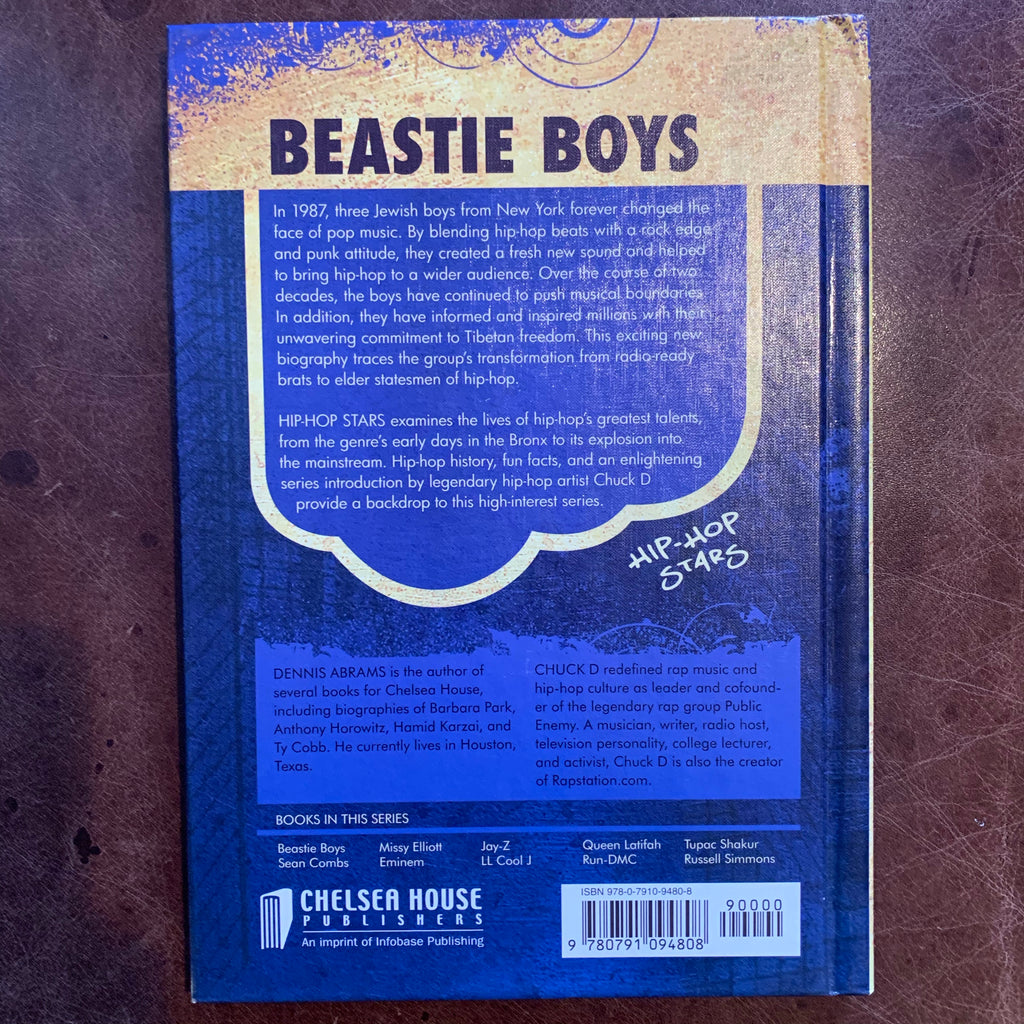 BEASTIE BOYS
In 1987, three Jewish boys from New York forever changed the
face of pop music. By blending hip-hop beats with a rock edge
and punk attitude, they created a fresh new sound and helped
to bring hip-hop to a wider audience. Over the course of two
decades, the boys have continued to push musical boundaries.
In addition, they have informed and inspired millions with their
unwavering commitment to Tibetan freedom. This exciting new
biography traces the group's transformation from radio-ready
brats to elder statesmen of hip-hop.
HIP-HOP STARS examines the lives of hip-hop's greatest talents,
from the genre's early days in the Bronx to its explosion into
the mainstream. Hip-hop history, fun facts, and an enlightening
series introduction by legendary hip-hop artist Chuck D
provide a backdrop to this high-interest series.
HIP-HOP
STARS
DENNIS ABRAMS is the author of
several books for Chelsea House,
including biographies of Barbara Park,
Anthony Horowitz, Hamid Karzai, and
Ty Cobb. He currently lives in Houston,
Texas.
CHUCK D redefined rap music and
hip-hop culture as leader and cofound-
er of the legendary rap group Public
Enemy. A musician, writer, radio host,
television personality, college lecturer,
and activist, Chuck D is also the creator
of Rapstation.com.
BOOKS IN THIS SERIES
Beastie Boys Missy Elliott Jay-Z Queen Latifah Tupac Shakur
Sean Combs Eminem LL Cool J Run-DMC Russell Simmons
CHELSEA HOUSE
PUBLISHERS
An imprint of Infobase Publishing
ISBN 978-0-7910-9480-8
90000
9 780791 094808